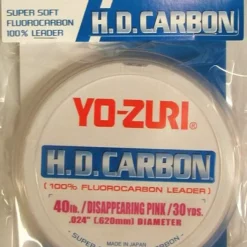 SUPER SOFT
FLUOROCARBON
100% LEADER
H.D. CARBON
YO-ZURI®
H.D. CARBON
[100% FLUOROCARBON LEADER]
40lb./DISAPPEARING PINK/30YDS.
.024" (.620mm) DIAMETER
MADE IN JAPAN